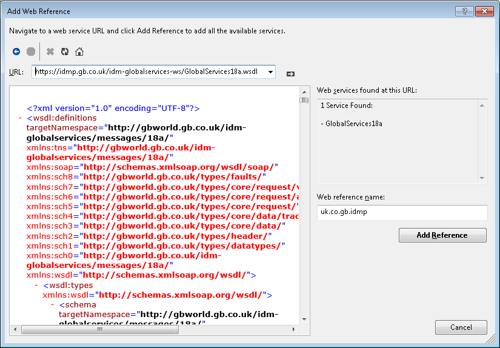 Add Web Reference
Navigate to a web service URL and click Add Reference to add all the available services.
URL: https://idmp.gb.co.uk/idm-globalservices-ws/GlobalServices18a.wsdl
<?xml version="1.0" encoding="UTF-8"?>
- <wsdl:definitions
targetNamespace="http://gbworld.gb.co.uk/idm-
globalservices/messages/18a/"
xmlns:tns="http://gbworld.gb.co.uk/idm-
globalservices/messages/18a/"
xmlns:soap="http://schemas.xmlsoap.org/wsdl/soap/"
xmlns:sch8="http://gbworld.gb.co.uk/types/faults/"
xmlns:sch7="http://gbworld.gb.co.uk/types/core/request/
xmlns:sch6="http://gbworld.gb.co.uk/types/core/request/
xmlns:sch5="http://gbworld.gb.co.uk/types/core/request/
xmlns:sch4="http://gbworld.gb.co.uk/types/core/data/trac
xmlns:sch3="http://gbworld.gb.co.uk/types/core/data/"
xmlns:sch2="http://gbworld.gb.co.uk/types/header/"
xmlns:sch1="http://gbworld.gb.co.uk/types/datatypes/"
xmlns:sch0="http://gbworld.gb.co.uk/idm-
globalservices/messages/18a/"
xmlns:wsdl="http://schemas.xmlsoap.org/wsdl/">
- <wsdl:types
xmlns:wsdl="http://schemas.xmlsoap.org/wsdl/">
- <schema
targetNamespace="http://gbworld.gb.co.uk/idm-
globalservices/messages/18a/"
Web services found at this URL:
1 Service Found:
- GlobalServices18a
Web reference name:
uk.co.gb.idmp
Add Reference
Cancel